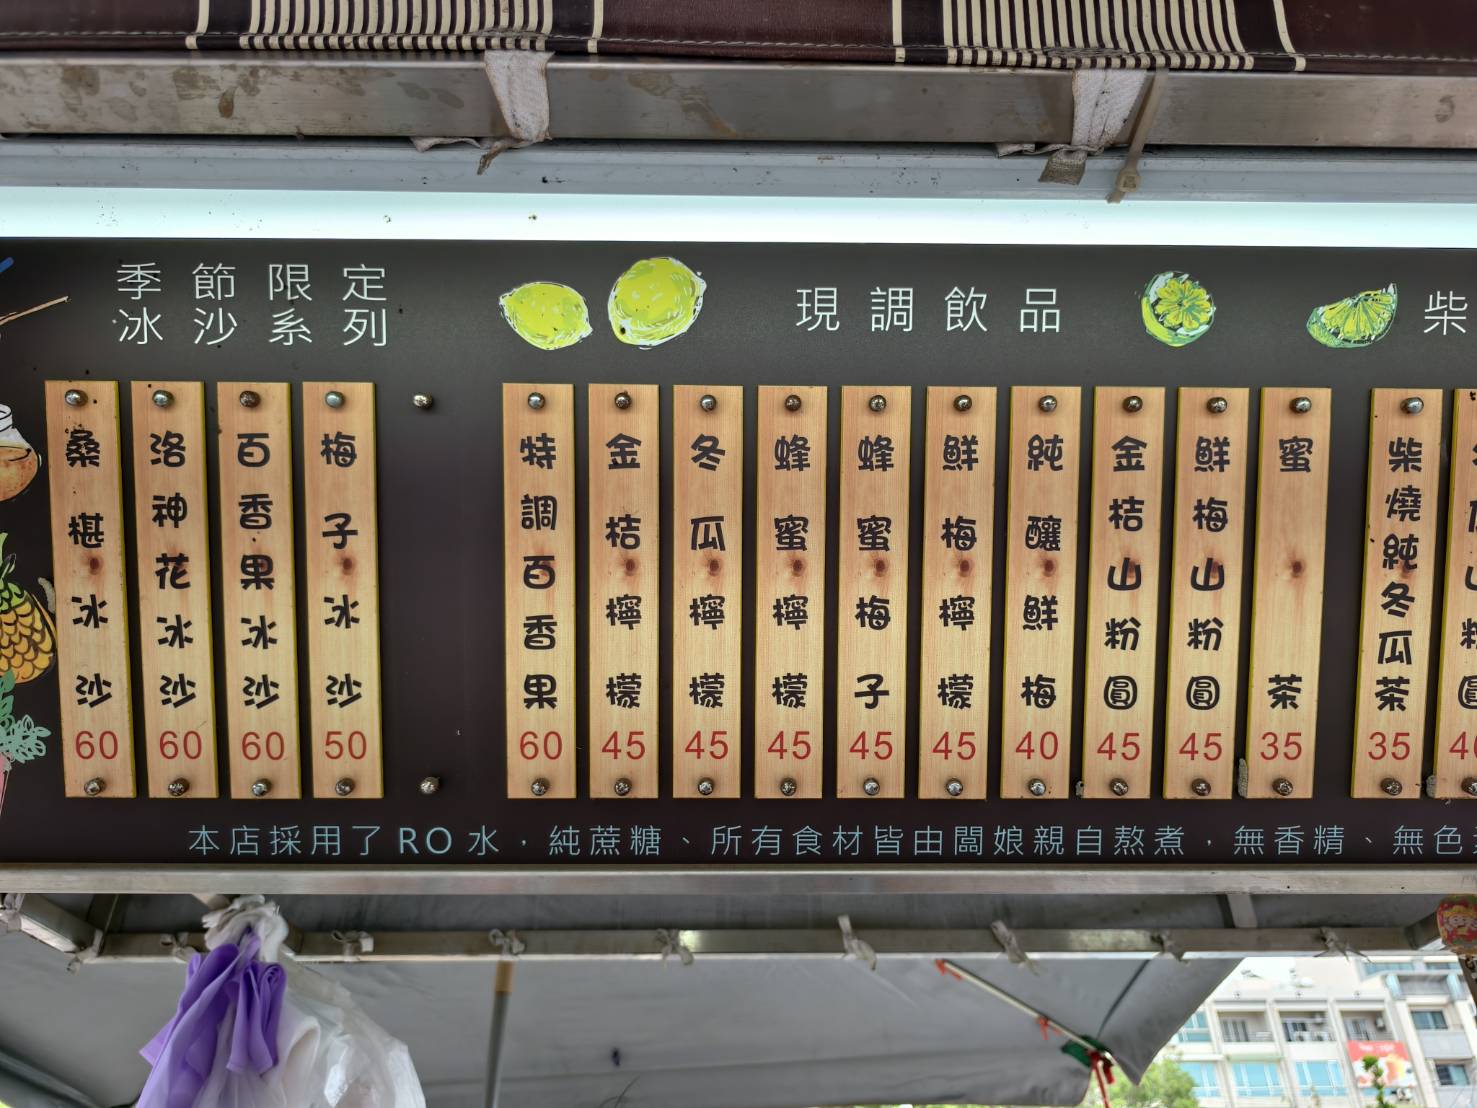 季節限定
冰沙系列
現調飲品
柴
桑椹冰沙 60
洛神花冰沙 60
百香果冰沙 60
梅子冰沙 50
特調百香果 60
金桔檸檬 45
冬瓜檸檬 45
蜂蜜檸檬 45
蜂蜜梅子 45
鮮梅檸檬 45
純釀鮮梅 40
金桔山粉圓 45
鮮梅山粉圓 45
蜜茶 35
柴燒純冬瓜茶 35
本店採用了RO水，純蔗糖、所有食材皆由闆娘親自熬煮，無香精、無色